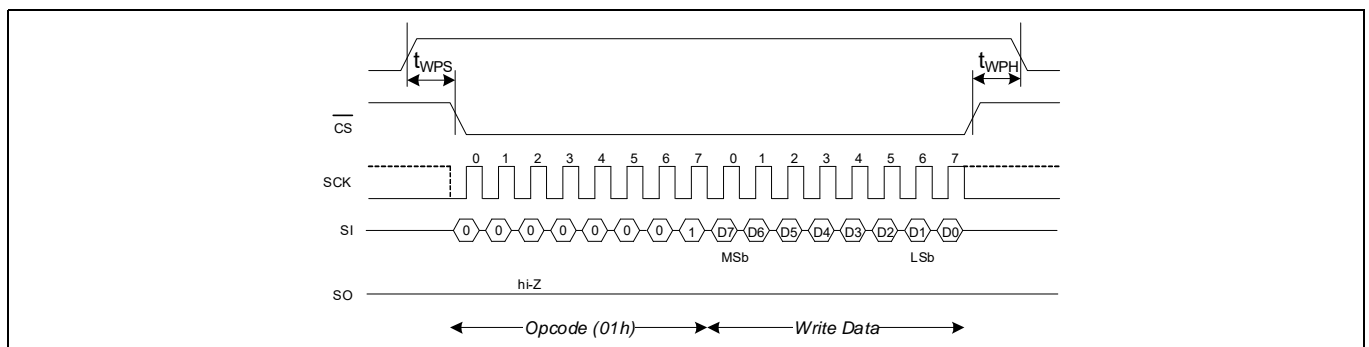 tWPS tWPH
CS
0 1 2 3 4 5 6 7 0 1 2 3 4 5 6 7
SCK
SI 0 0 0 0 0 0 0 1 D7 D6 D5 D4 D3 D2 D1 D0
MSb LSb
hi-Z
SO
Opcode (01h) Write Data